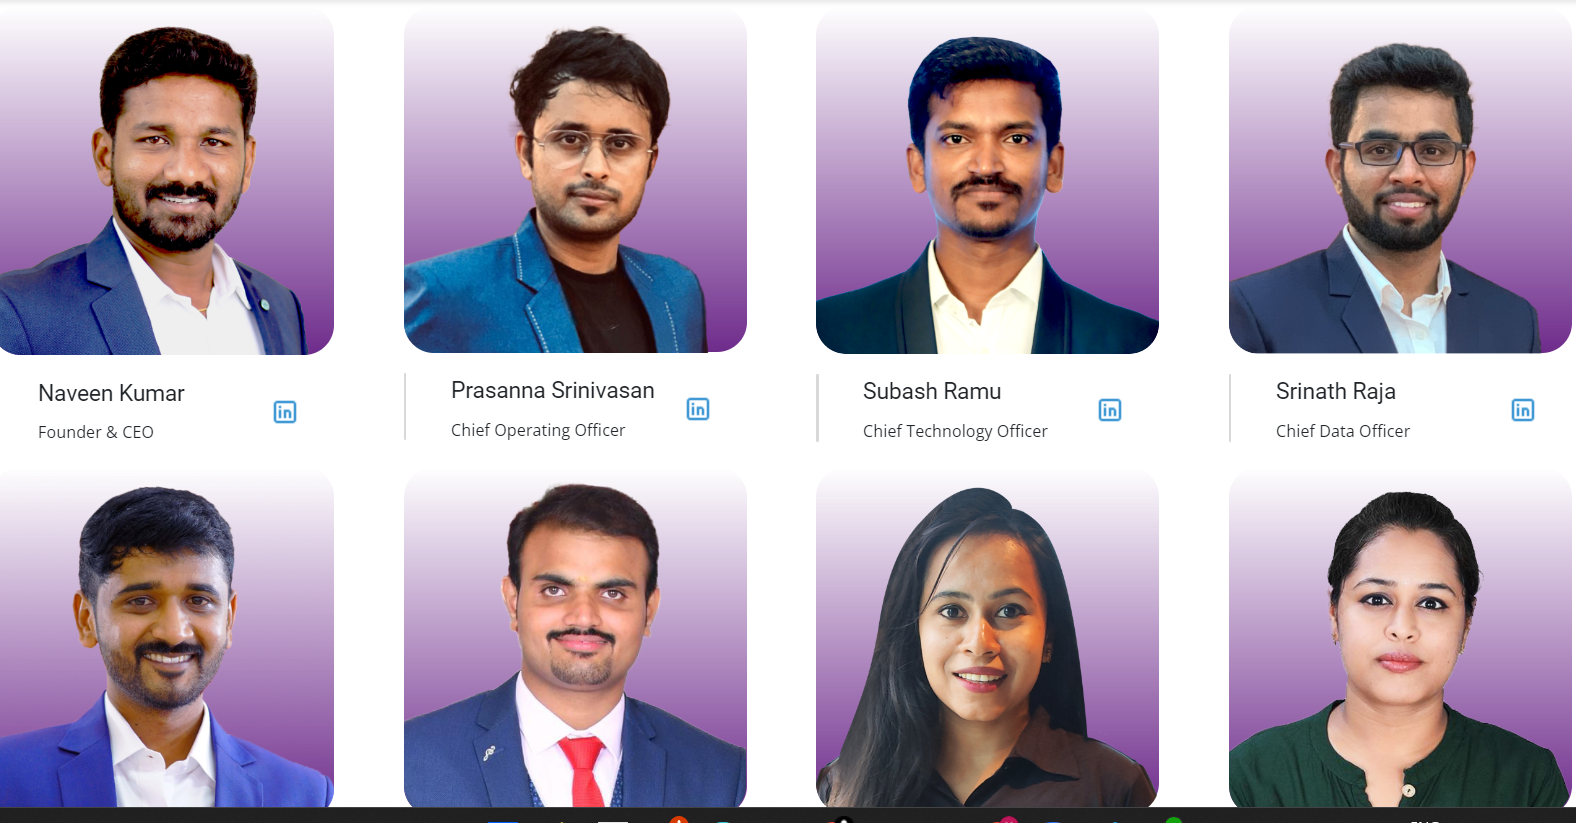 Naveen Kumar
Founder & CEO
in
Prasanna Srinivasan
Chief Operating Officer
in
Subash Ramu
Chief Technology Officer
in
Srinath Raja
Chief Data Officer
in